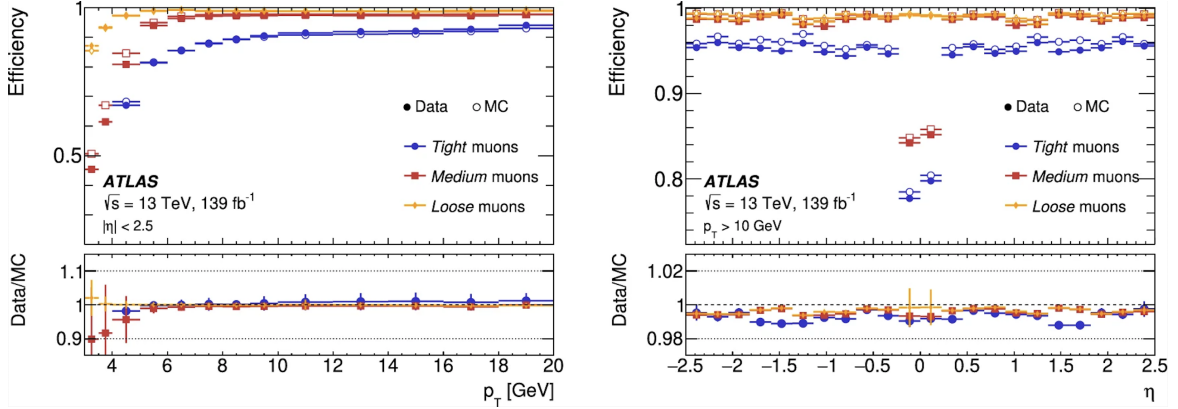 Efficiency
1
0.5
Data MC
Tight muons
Medium muons
Loose muons
ATLAS
√s = 13 TeV, 139 fb⁻¹
|η| < 2.5
Data/MC
1.1
1
0.9
4 6 8 10 12 14 16 18 20
p_T [GeV]
Efficiency
1
0.9
0.8
Data MC
Tight muons
Medium muons
Loose muons
ATLAS
√s = 13 TeV, 139 fb⁻¹
p_T > 10 GeV
Data/MC
1.02
1
0.98
−2.5 −2 −1.5 −1 −0.5 0 0.5 1 1.5 2 2.5
η